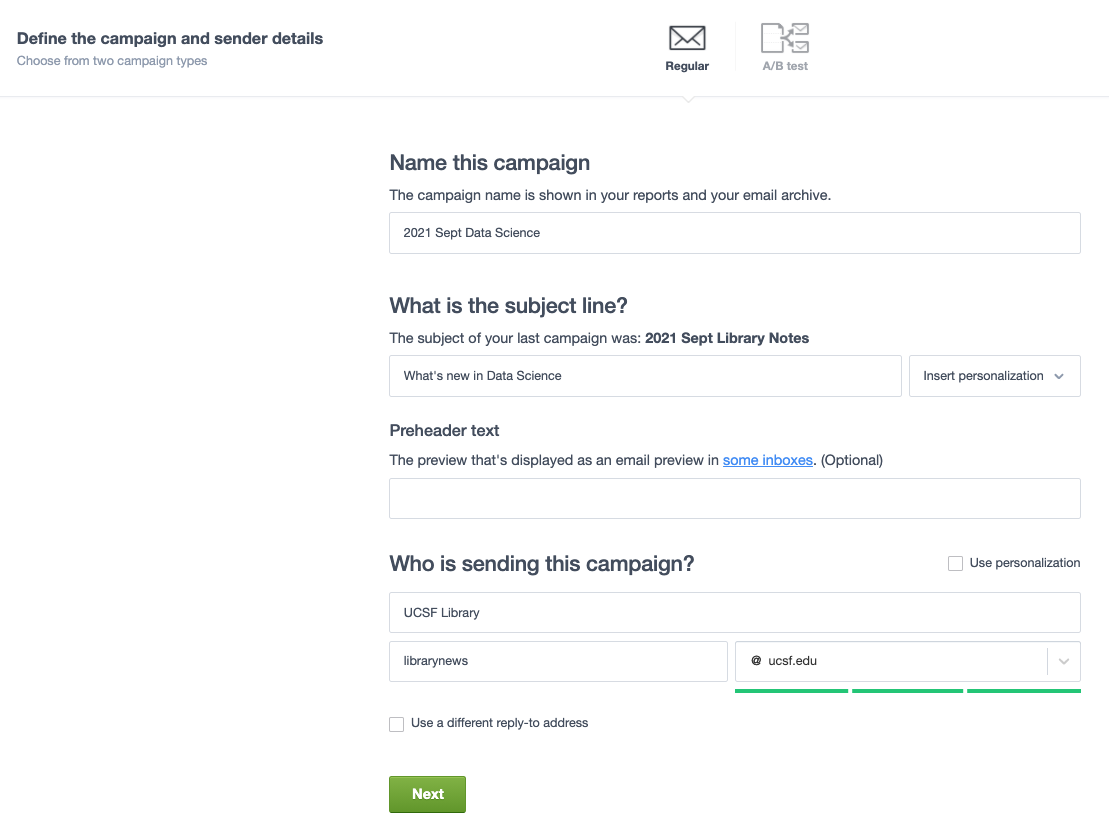 Define the campaign and sender details
Choose from two campaign types
Regular
A/B test
Name this campaign
The campaign name is shown in your reports and your email archive.
2021 Sept Data Science
What is the subject line?
The subject of your last campaign was: 2021 Sept Library Notes
What's new in Data Science
Insert personalization
Preheader text
The preview that's displayed as an email preview in some inboxes. (Optional)
Who is sending this campaign?
Use personalization
UCSF Library
librarynews
@ ucsf.edu
Use a different reply-to address
Next